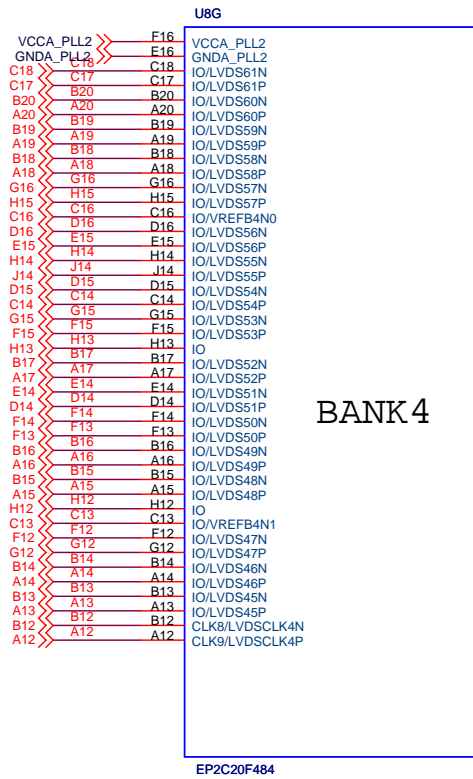 U8G
VCCA_PLL2 F16 VCCA_PLL2
GNDA_PLL2 E16 GNDA_PLL2
C18 C18 C18 IO/LVDS61N
C17 C17 C17 IO/LVDS61P
B20 B20 B20 IO/LVDS60N
A20 A20 A20 IO/LVDS60P
B19 B19 B19 IO/LVDS59N
A19 A19 A19 IO/LVDS59P
B18 B18 B18 IO/LVDS58N
A18 A18 A18 IO/LVDS58P
G16 G16 G16 IO/LVDS57N
H15 H15 H15 IO/LVDS57P
C16 C16 C16 IO/VREFB4N0
D16 D16 D16 IO/LVDS56N
E15 E15 E15 IO/LVDS56P
H14 H14 H14 IO/LVDS55N
J14 J14 J14 IO/LVDS55P
D15 D15 D15 IO/LVDS54N
C14 C14 C14 IO/LVDS54P
G15 G15 G15 IO/LVDS53N
F15 F15 F15 IO/LVDS53P
H13 H13 H13 IO
B17 B17 B17 IO/LVDS52N
A17 A17 A17 IO/LVDS52P
E14 E14 E14 IO/LVDS51N
D14 D14 D14 IO/LVDS51P
BANK4
F14 F14 F14 IO/LVDS50N
F13 F13 F13 IO/LVDS50P
B16 B16 B16 IO/LVDS49N
A16 A16 A16 IO/LVDS49P
B15 B15 B15 IO/LVDS48N
A15 A15 A15 IO/LVDS48P
H12 H12 H12 IO
C13 C13 C13 IO/VREFB4N1
F12 F12 F12 IO/LVDS47N
G12 G12 G12 IO/LVDS47P
B14 B14 B14 IO/LVDS46N
A14 A14 A14 IO/LVDS46P
B13 B13 B13 IO/LVDS45N
A13 A13 A13 IO/LVDS45P
B12 B12 B12 CLK8/LVDSCLK4N
A12 A12 A12 CLK9/LVDSCLK4P
EP2C20F484